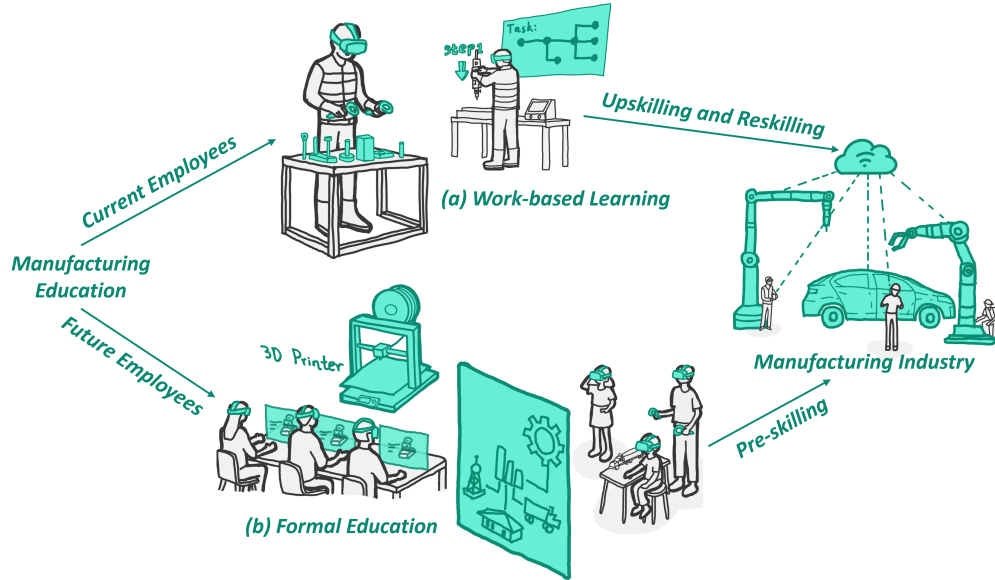 Task:
Step1
Upskilling and Reskilling
Current Employees
(a) Work-based Learning
Manufacturing
Education
Future Employees
3D Printer
Manufacturing Industry
Pre-skilling
(b) Formal Education